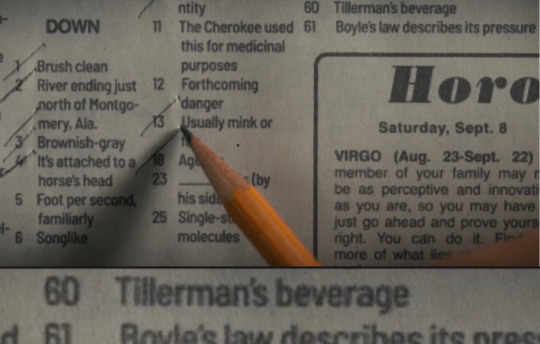 DOWN
1 Brush clean
2 River ending just
north of Montgo-
mery, Ala.
3 Brownish-gray
4 It's attached to a
horse's head
5 Foot per second,
familiarly
6 Songlike
ntity
11 The Cherokee used
this for medicinal
purposes
12 Forthcoming
danger
13 Usually mink or
18
23 (by
his side
25
molecules
60 Tillerman's beverage
61 Boyle's law describes its pressure
Horo
Saturday, Sept. 8
VIRGO (Aug. 23-Sept. 22)
member of your family may
be as perceptive and innovati
as you are, so you may have
just go ahead and prove yours
right. You can do it. Find
more of what lies
60 Tillerman's beverage
61 Boyle's law describes its pres